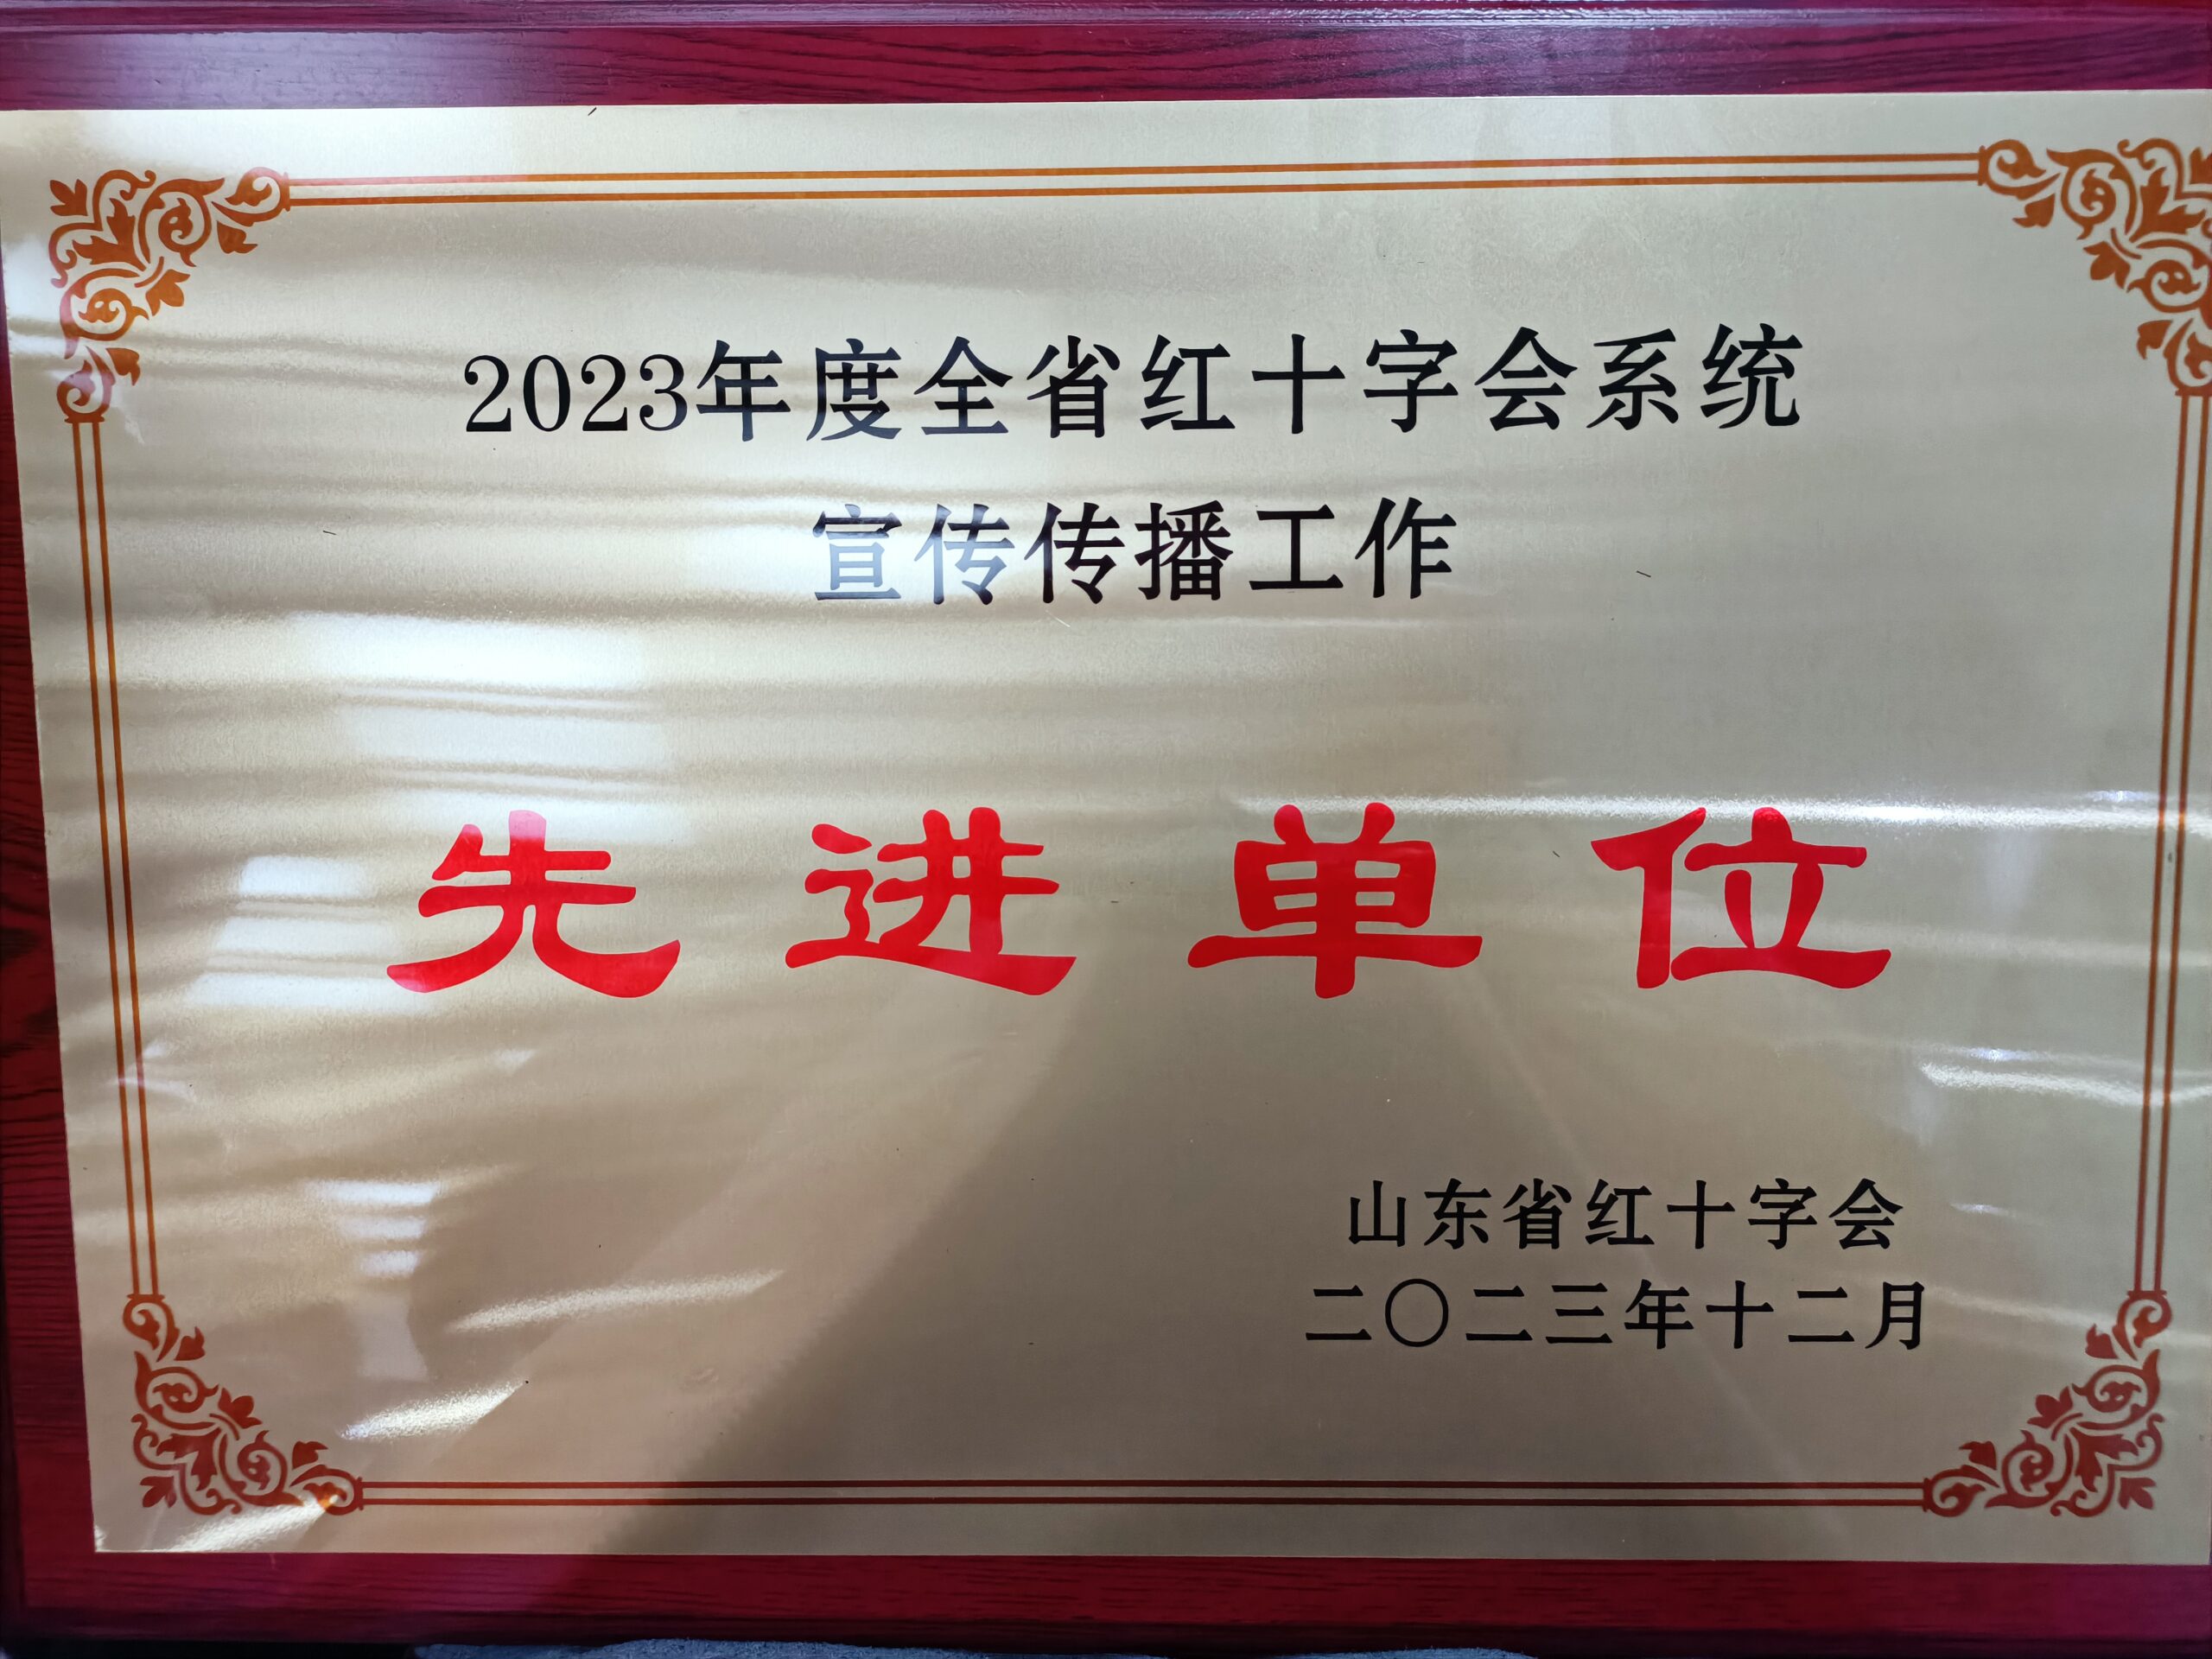 2023年度全省红十字会系统
宣传传播工作
先进单位
山东省红十字会
二〇二三年十二月